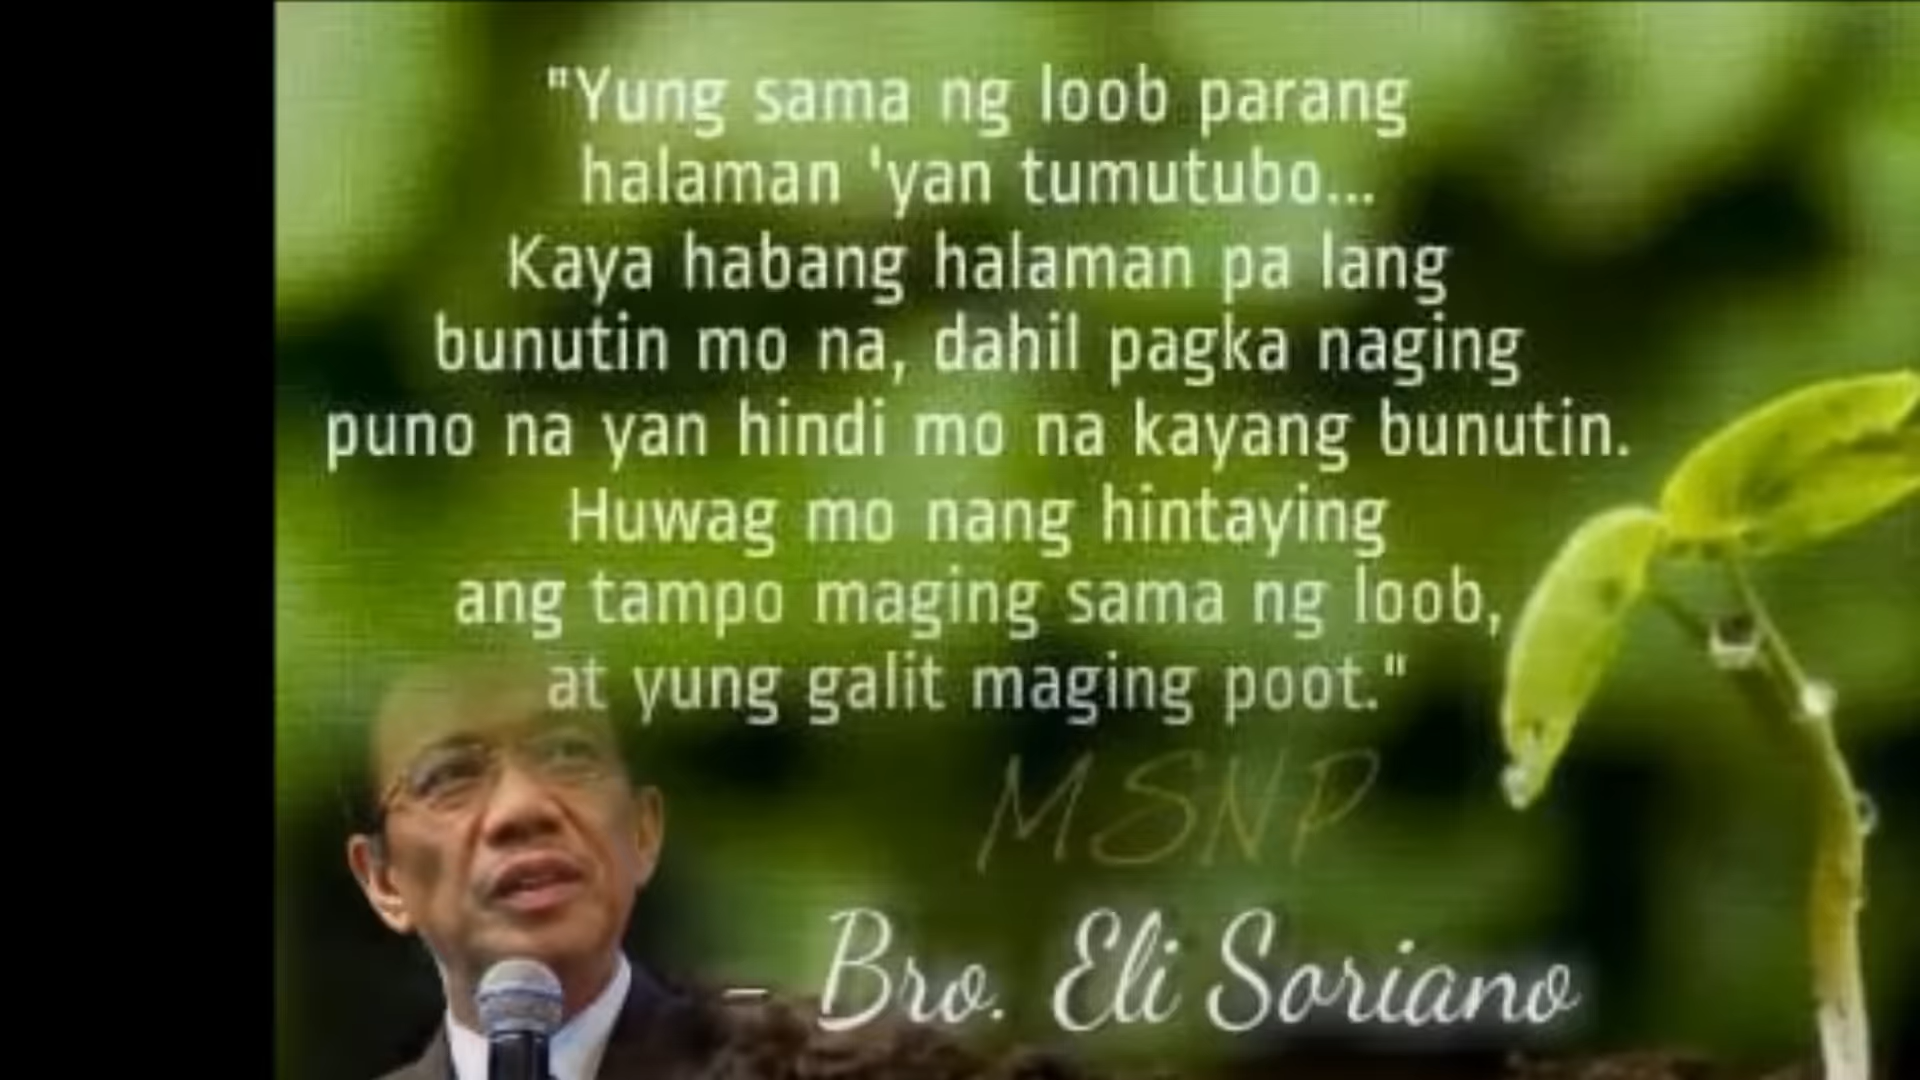 "Yung sama ng loob parang
halaman 'yan tumutubo...
Kaya habang halaman pa lang
bunutin mo na, dahil pagka naging
puno na yan hindi mo na kayang bunutin.
Huwag mo nang hintaying
ang tampo maging sama ng loob,
at yung galit maging poot."
MSNP
- Bro. Eli Soriano